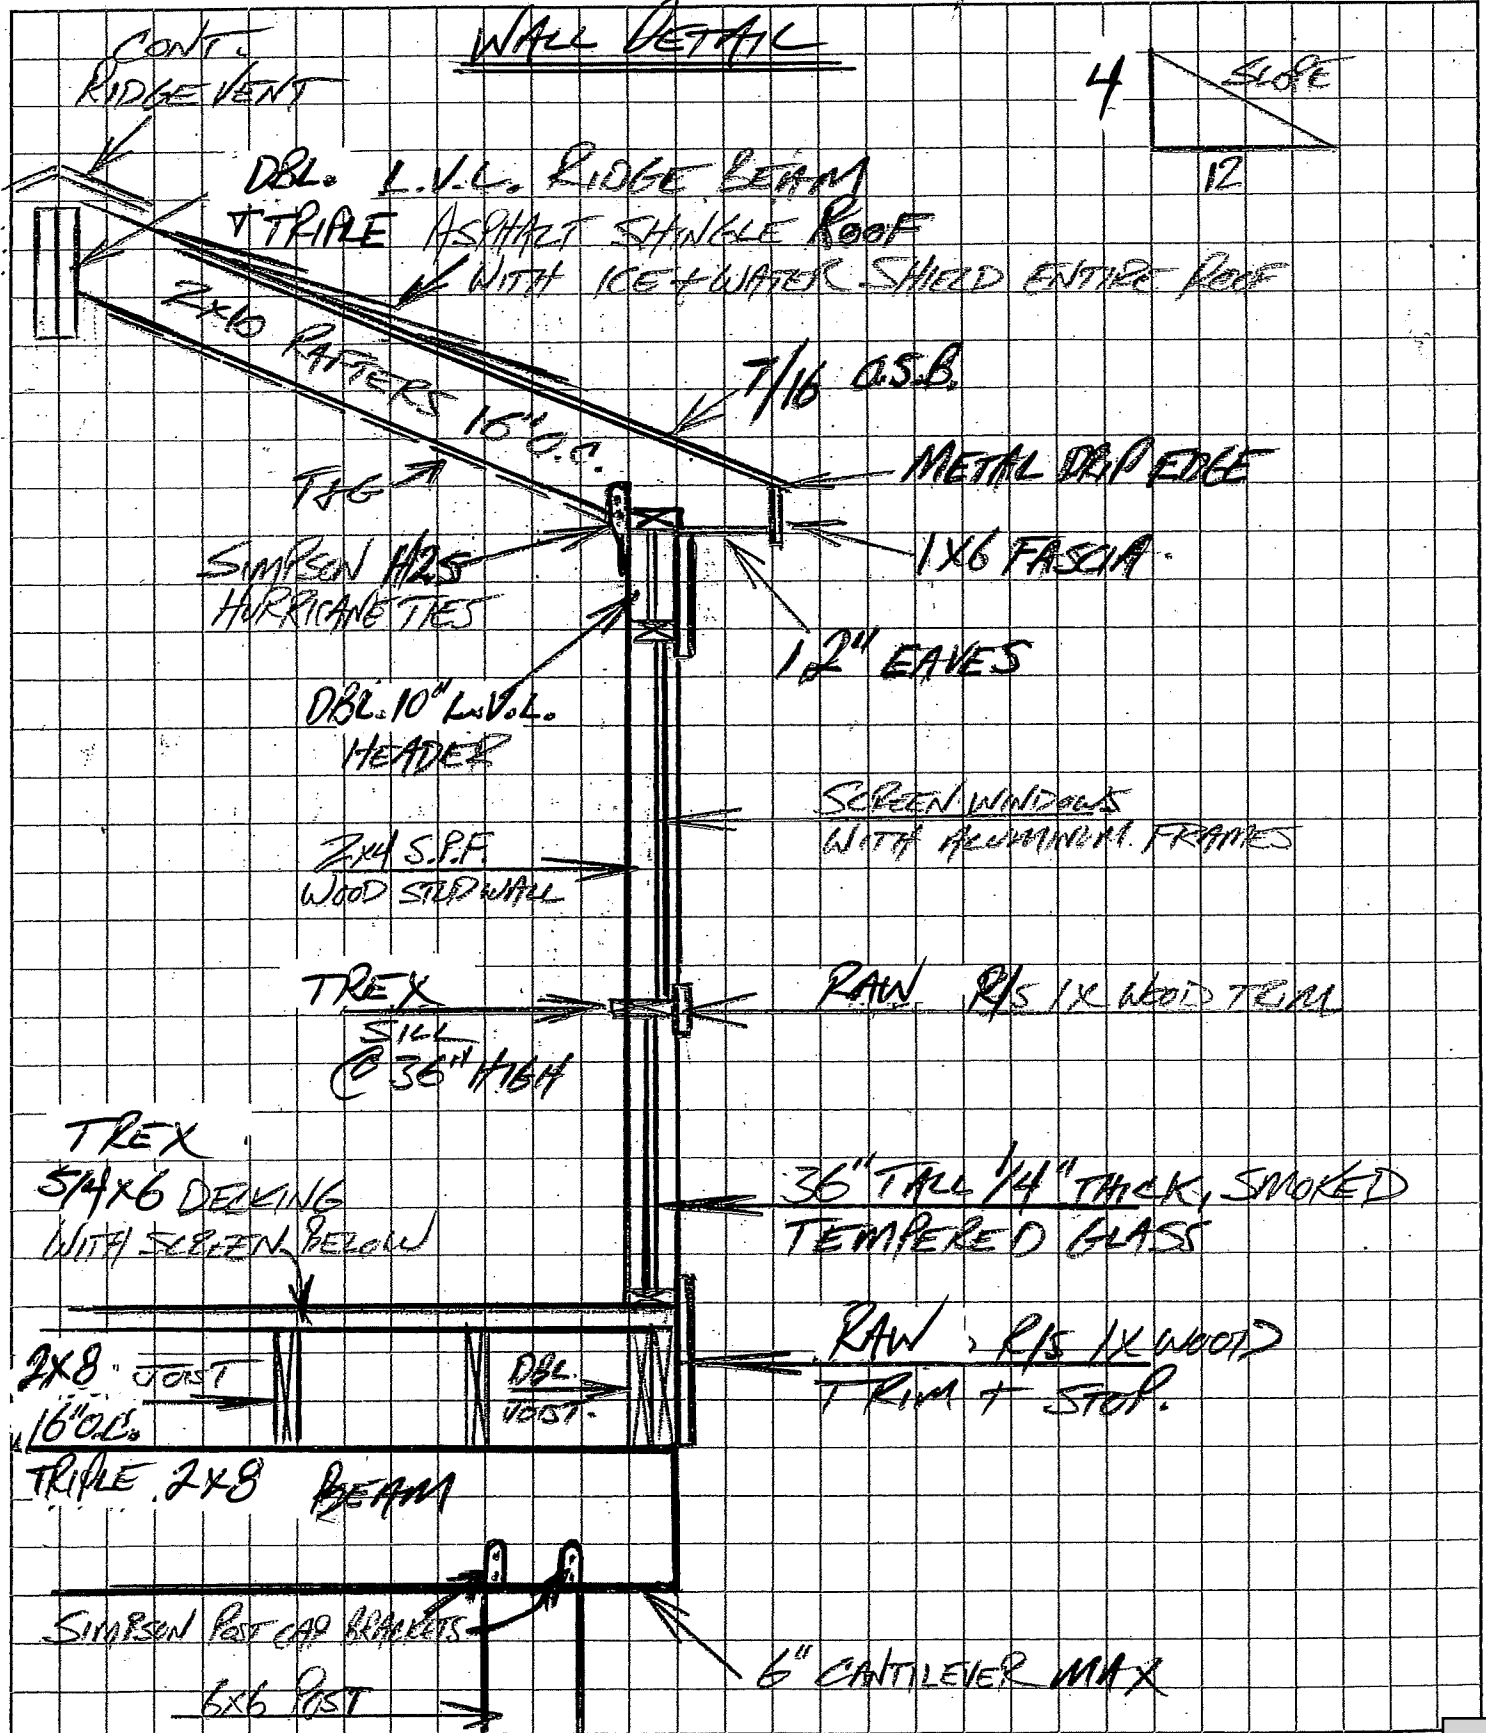 WALL DETAIL
CONT.
RIDGE VENT
4
SLOPE
12
DBL. L.V.L. RIDGE BEAM
TRIPLE ASPHALT SHINGLE ROOF
WITH ICE + WATER SHIELD ENTIRE ROOF
2x10 RAFTERS 16" O.C.
7/16 O.S.B.
T&G
METAL DRIP EDGE
SIMPSON H2.5
HURRICANE TIES
1X6 FASCIA
12" EAVES
DBL. 10" L.V.L.
HEADER
SCREEN WINDOWS
WITH ALUMINUM. FRAMES
2x4 S.P.F.
WOOD STUD WALL
TREX
SILL
@ 36" HIGH
RAW R/S 1X WOOD TRIM
TREX
5/4x6 DECKING
WITH SCREEN BELOW
36" TALL 1/4" THICK, SMOKED
TEMPERED GLASS
RAW R/S 1X WOOD
TRIM + STOP.
2X8 JOIST
16" O.C.
DBL.
JOIST.
TRIPLE 2X8 BEAM
SIMPSON POST CAP BRACKETS
6" CANTILEVER MAX
6x6 POST